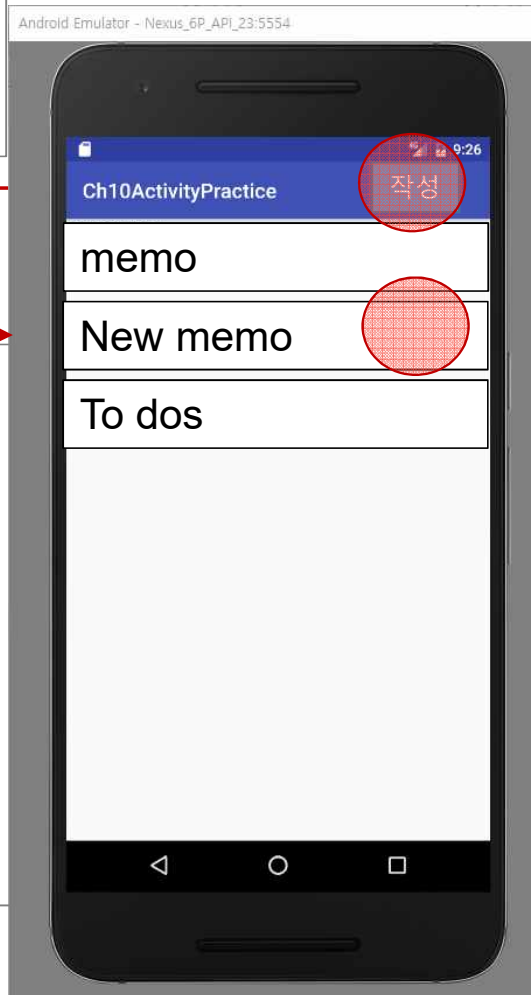 Android Emulator - Nexus_6P_API_23:5554
9:26
Ch10ActivityPractice 작성
memo
New memo
To dos